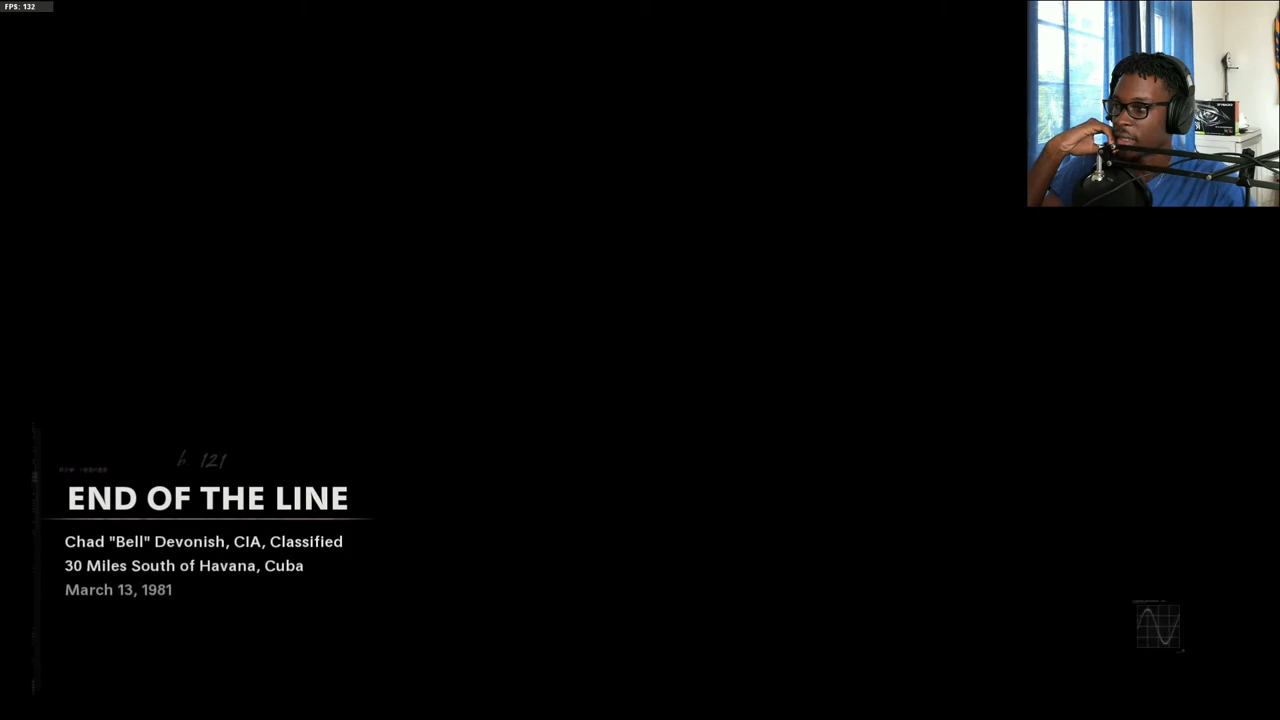 FPS: 132
b. 121
END OF THE LINE
Chad "Bell" Devonish, CIA, Classified
30 Miles South of Havana, Cuba
March 13, 1981